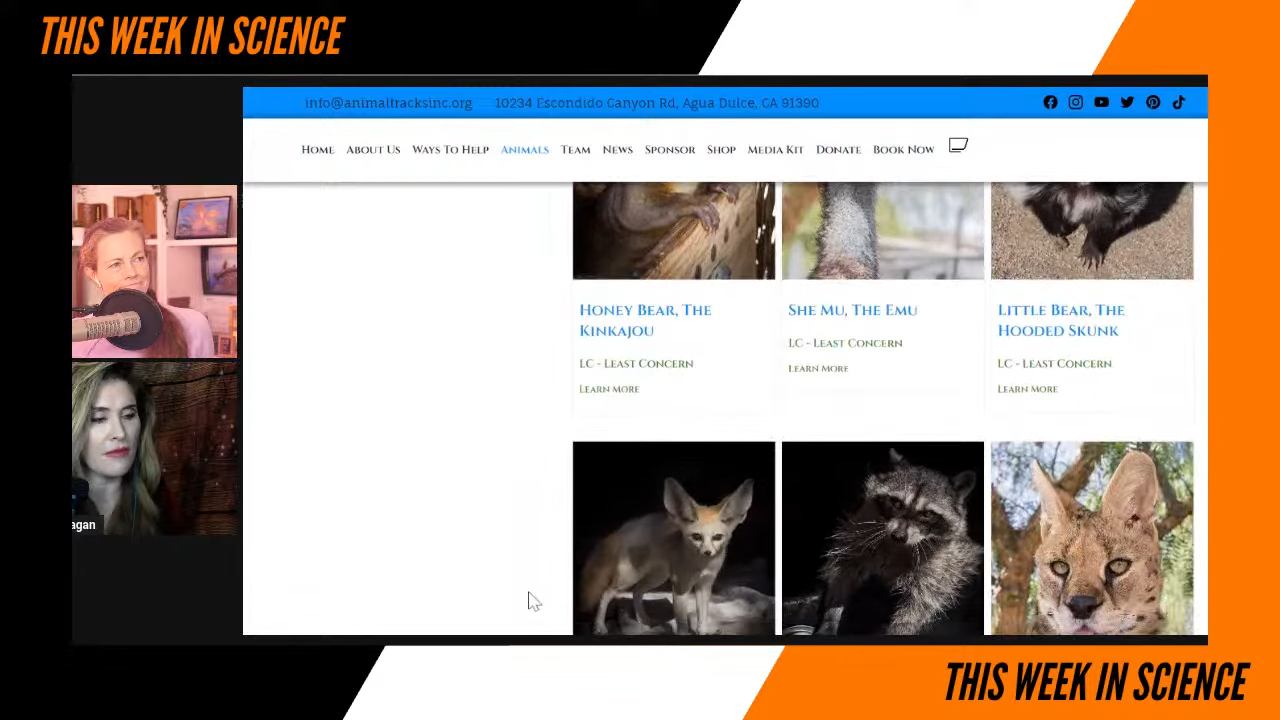 THIS WEEK IN SCIENCE
info@animaltracksinc.org 10234 Escondido Canyon Rd, Agua Dulce, CA 91390
Home About Us Ways To Help Animals Team News Sponsor Shop Media Kit Donate Book Now
Honey Bear, The Kinkajou
LC - Least Concern
Learn More
She Mu, The Emu
LC - Least Concern
Learn More
Little Bear, The Hooded Skunk
LC - Least Concern
Learn More
agan
THIS WEEK IN SCIENCE